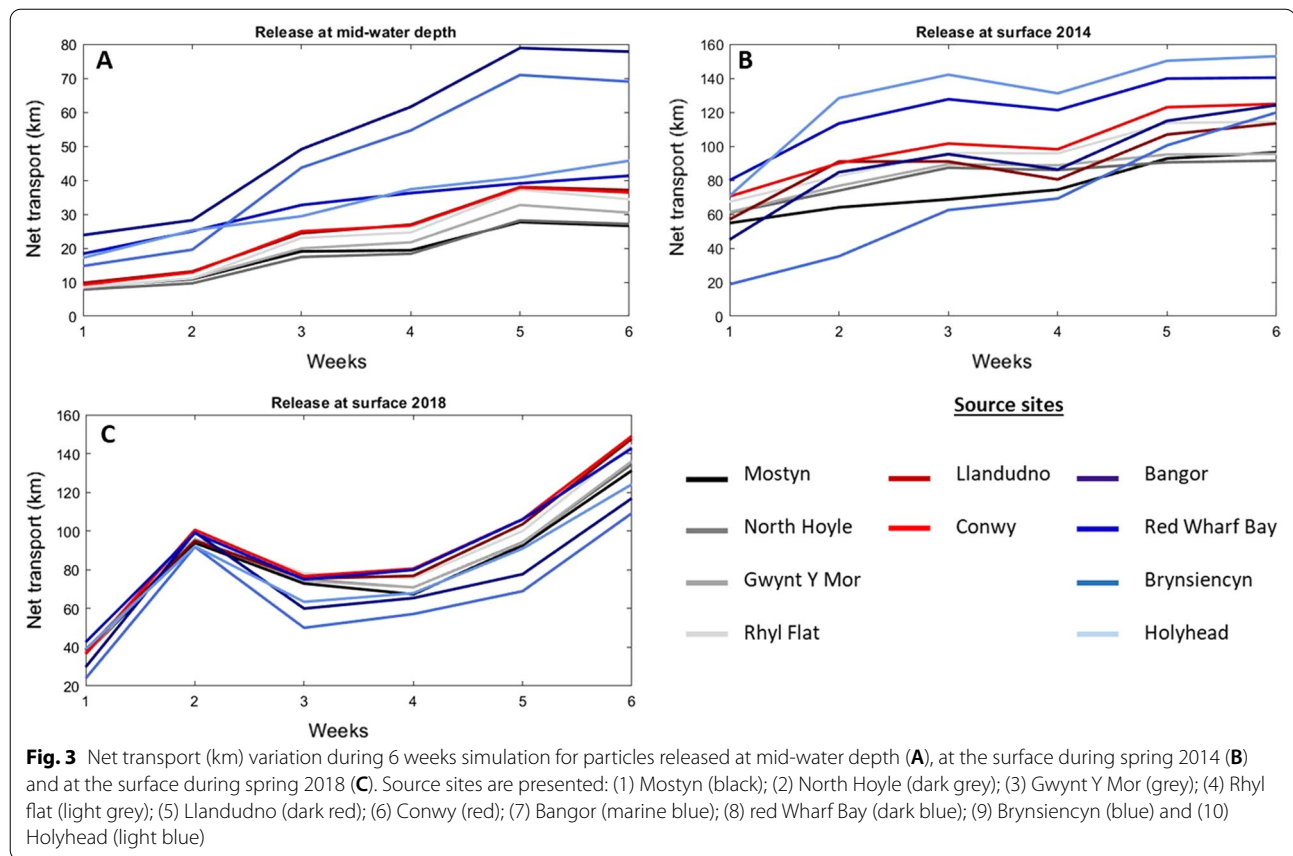 Release at mid-water depth
A
Net transport (km)
80
70
60
50
40
30
20
10
0
1 2 3 4 5 6
Weeks
Release at surface 2014
B
Net transport (km)
160
140
120
100
80
60
40
20
0
1 2 3 4 5 6
Weeks
Release at surface 2018
C
Net transport (km)
160
140
120
100
80
60
40
20
1 2 3 4 5 6
Weeks
Source sites
Mostyn
North Hoyle
Gwynt Y Mor
Rhyl Flat
Llandudno
Conwy
Bangor
Red Wharf Bay
Brynsiencyn
Holyhead
Fig. 3 Net transport (km) variation during 6 weeks simulation for particles released at mid-water depth (A), at the surface during spring 2014 (B)
and at the surface during spring 2018 (C). Source sites are presented: (1) Mostyn (black); (2) North Hoyle (dark grey); (3) Gwynt Y Mor (grey); (4) Rhyl
flat (light grey); (5) Llandudno (dark red); (6) Conwy (red); (7) Bangor (marine blue); (8) red Wharf Bay (dark blue); (9) Brynsiencyn (blue) and (10)
Holyhead (light blue)